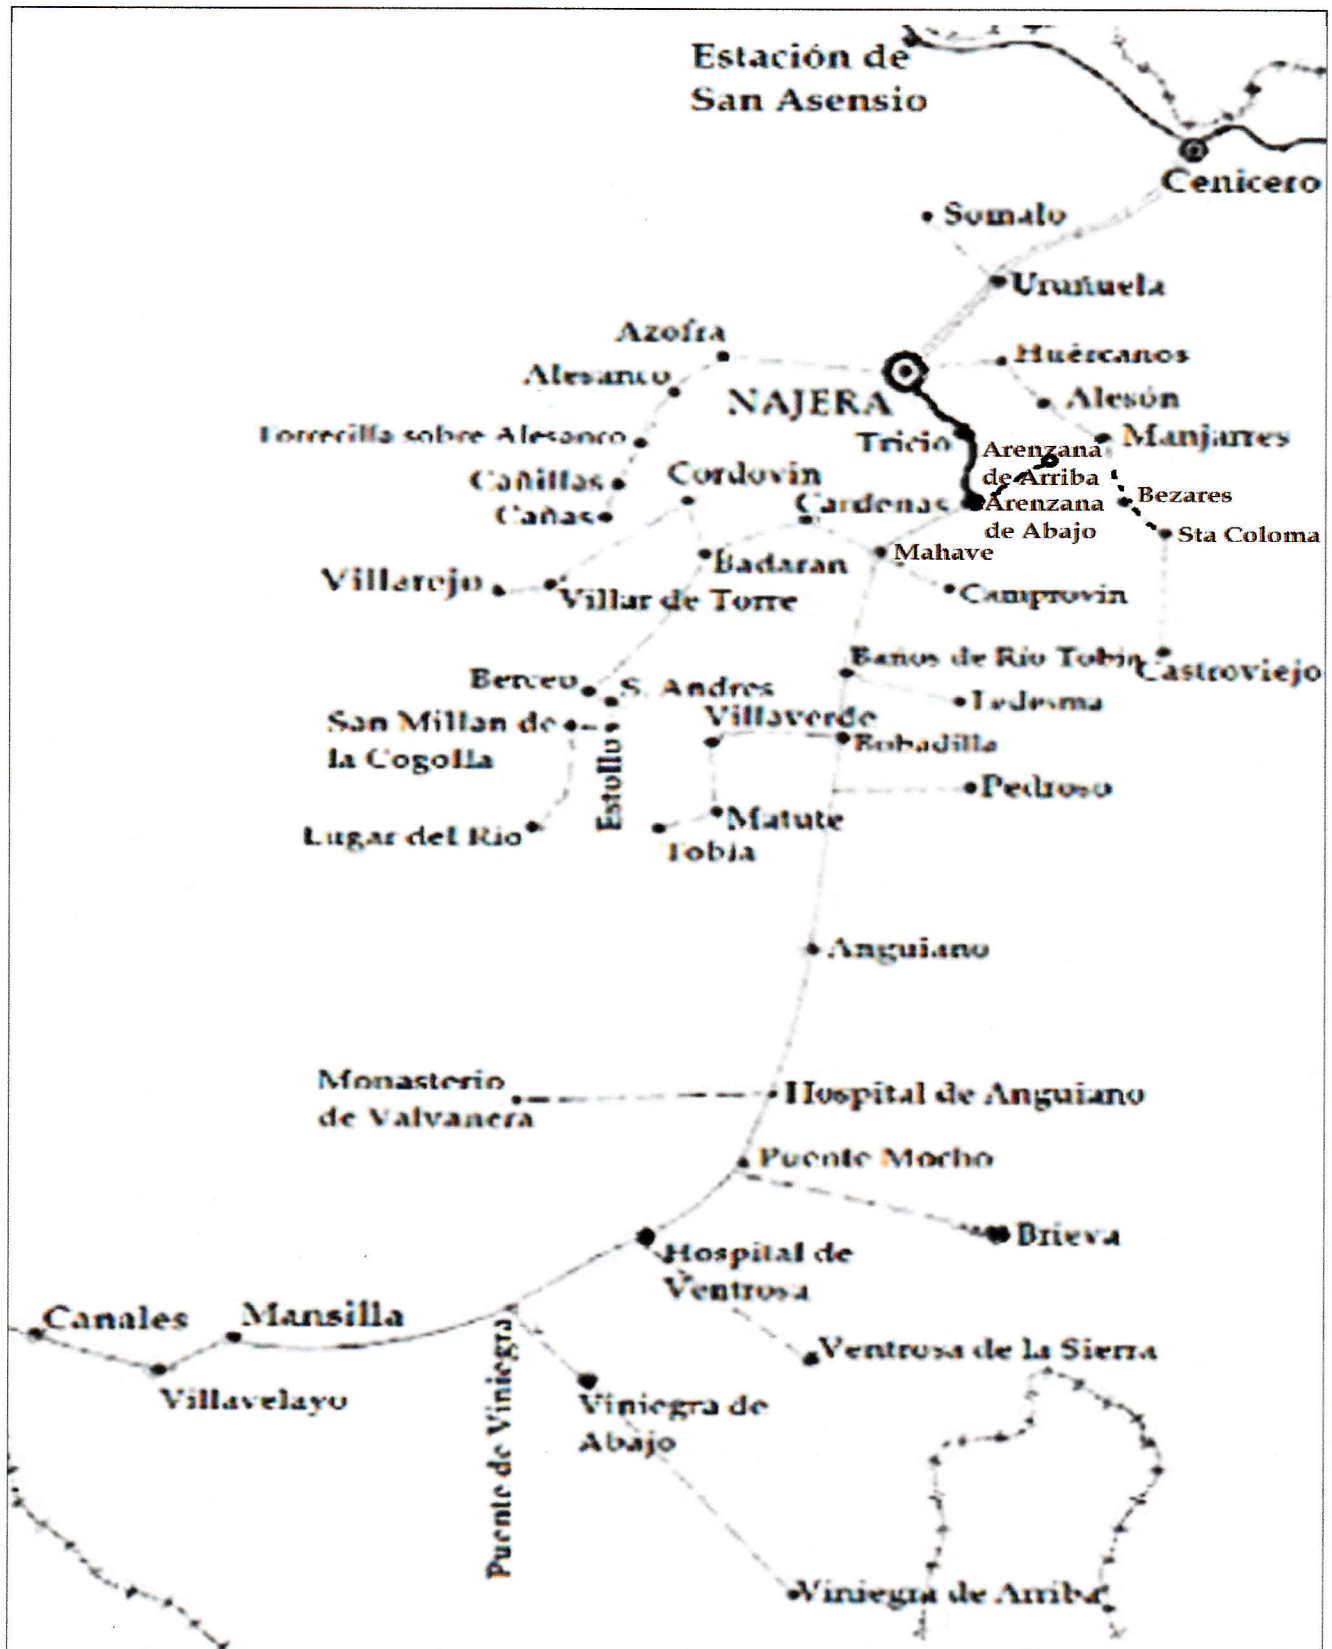 Estación de
San Asensio
Cenicero
Somalo
Uruñuela
Azofra
Huércanos
Alesanco
NAJERA
Alesón
Torrecilla sobre Alesanco
Tricio
Manjarres
Arenzana
de Arriba
Cañillas
Cordovin
Cardenas
Arenzana
de Abajo
Bezares
Cañas
Sta Coloma
Mahave
Badaran
Villarejo
Villar de Torre
Camprovin
Baños de Río Tobia
Castroviejo
Berceo
S. Andres
Ledesma
San Millan de
la Cogolla
Villaverde
Bobadilla
Estollo
Pedroso
Lugar del Rio
Matute
Tobia
Anguiano
Monasterio
de Valvanera
Hospital de Anguiano
Puente Mocho
Brieva
Hospital de
Ventrosa
Canales
Mansilla
Villavelayo
Puente de Viniegra
Ventrosa de la Sierra
Viniegra de
Abajo
Viniegra de Arriba